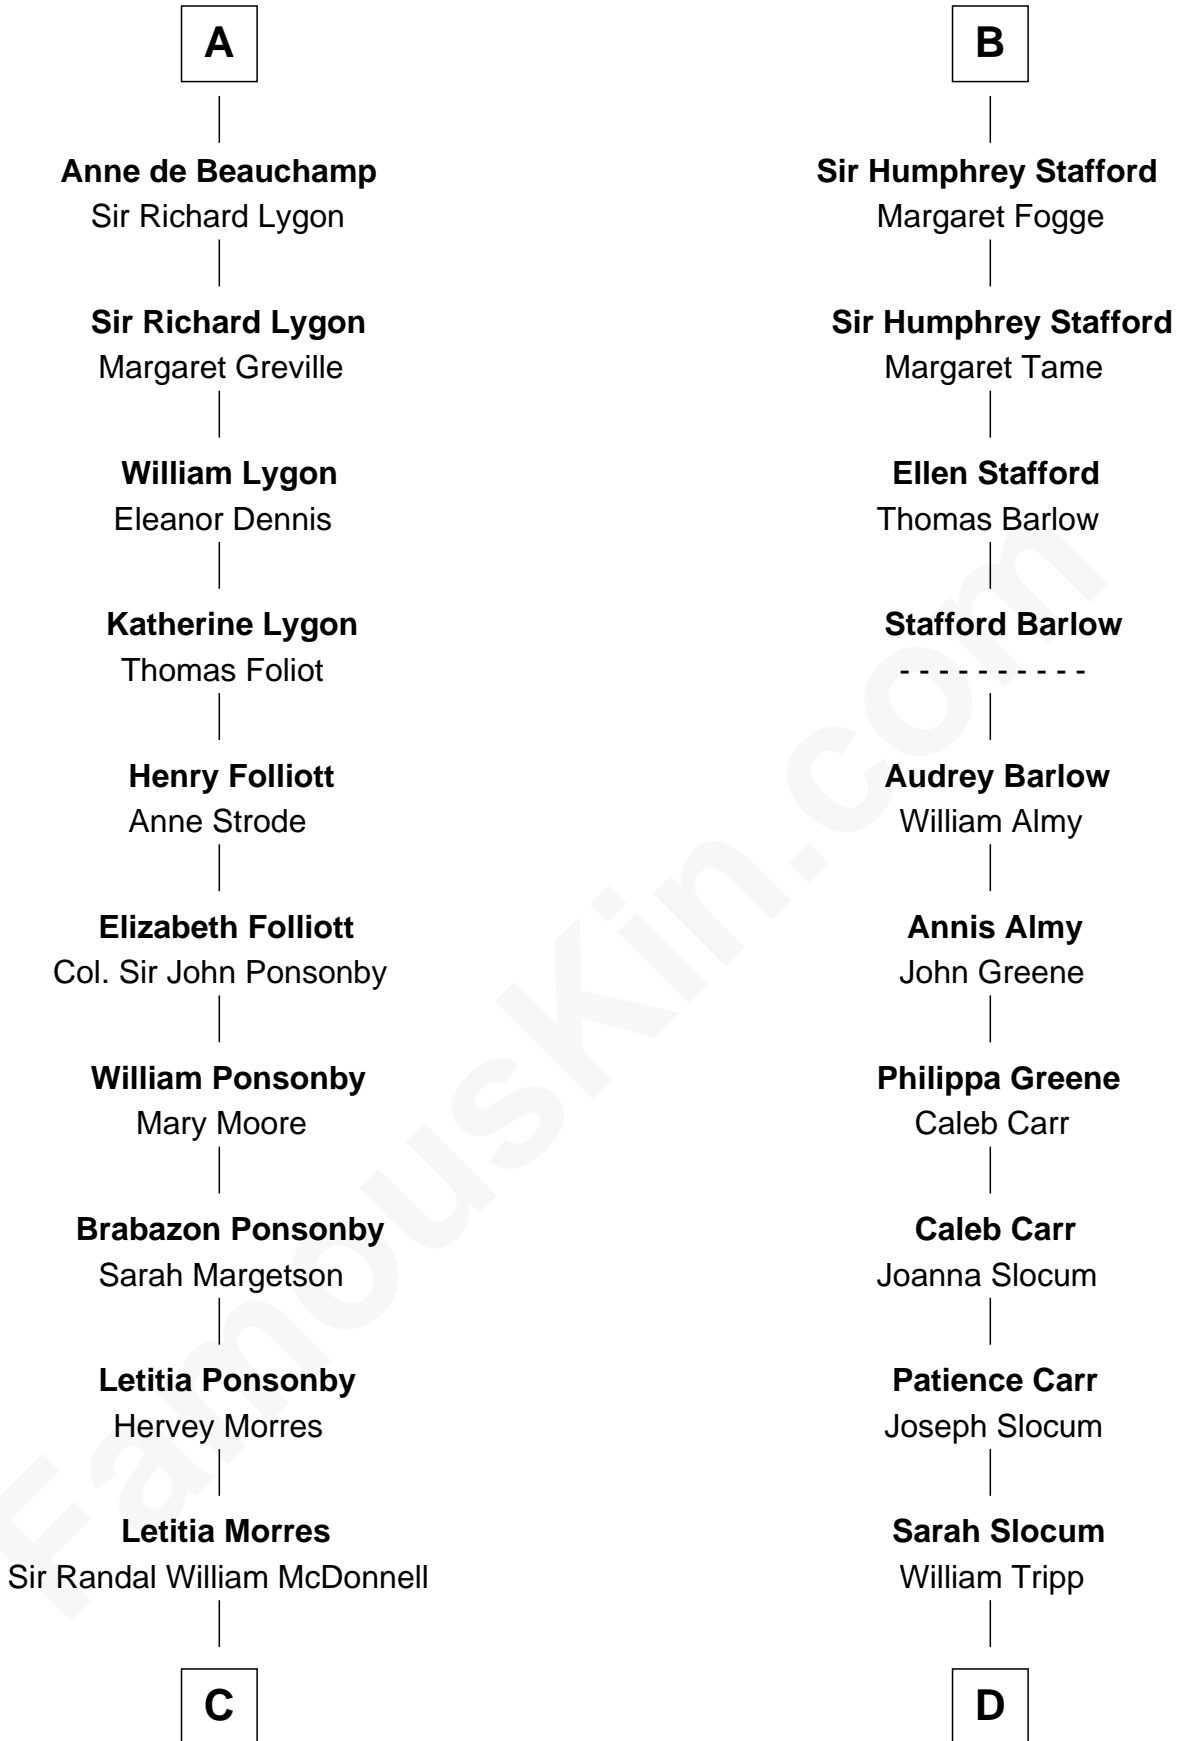 A
Anne de Beauchamp
Sir Richard Lygon
Sir Richard Lygon
Margaret Greville
William Lygon
Eleanor Dennis
Katherine Lygon
Thomas Foliot
Henry Folliott
Anne Strode
Elizabeth Folliott
Col. Sir John Ponsonby
William Ponsonby
Mary Moore
Brabazon Ponsonby
Sarah Margetson
Letitia Ponsonby
Hervey Morres
Letitia Morres
Sir Randal William McDonnell
C
B
Sir Humphrey Stafford
Margaret Fogge
Sir Humphrey Stafford
Margaret Tame
Ellen Stafford
Thomas Barlow
Stafford Barlow
- - - - - - - - - -
Audrey Barlow
William Almy
Annis Almy
John Greene
Philippa Greene
Caleb Carr
Caleb Carr
Joanna Slocum
Patience Carr
Joseph Slocum
Sarah Slocum
William Tripp
D
FamousKin.com